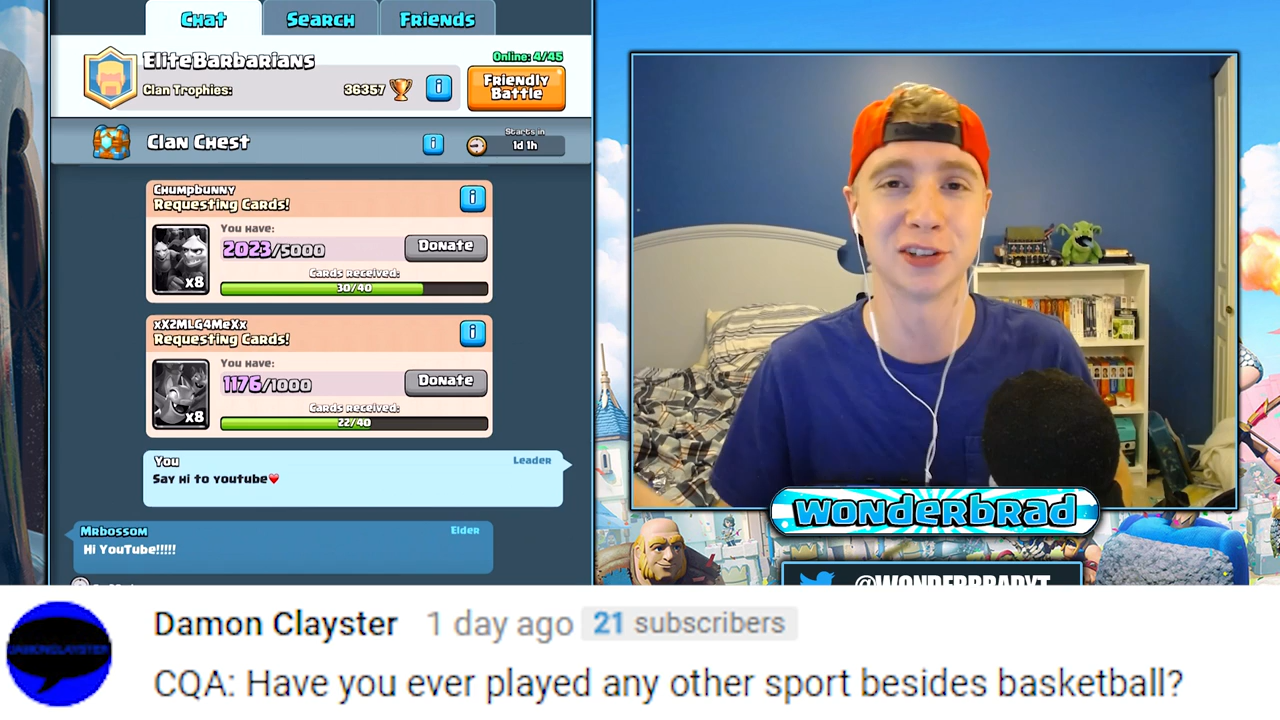 Chat
Search
Friends
EliteBarbarians
Online: 4/45
Clan Trophies:
36357
i
Friendly
Battle
Clan Chest
i
Starts in
1d 1h
Chumpbunny
Requesting Cards!
i
You have:
2023/5000
Donate
x8
Cards received:
30/40
xX2MLG4MeXx
Requesting Cards!
i
You have:
1176/1000
Donate
x8
Cards received:
22/40
You
Leader
Say Hi to youtube❤
Mrbossom
Elder
Hi YouTube!!!!!
wonderbrad
@WONDERBRADYT
DAMONCLAYSTER
Damon Clayster 1 day ago 21 subscribers
CQA: Have you ever played any other sport besides basketball?